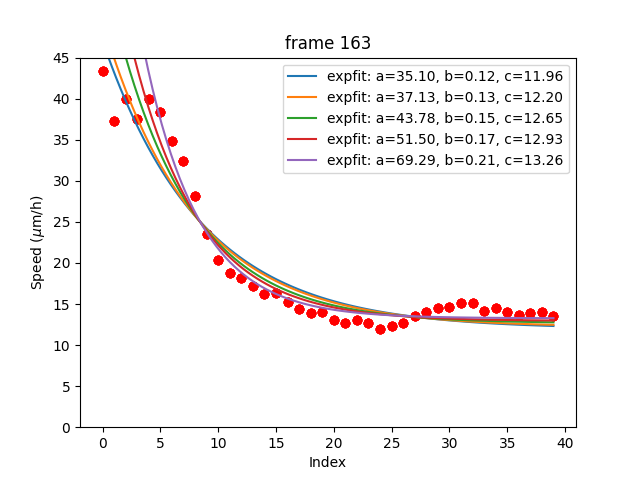 frame 163
45
40
35
30
25
20
15
10
5
0
Speed (μm/h)
expfit: a=35.10, b=0.12, c=11.96
expfit: a=37.13, b=0.13, c=12.20
expfit: a=43.78, b=0.15, c=12.65
expfit: a=51.50, b=0.17, c=12.93
expfit: a=69.29, b=0.21, c=13.26
0 5 10 15 20 25 30 35 40
Index